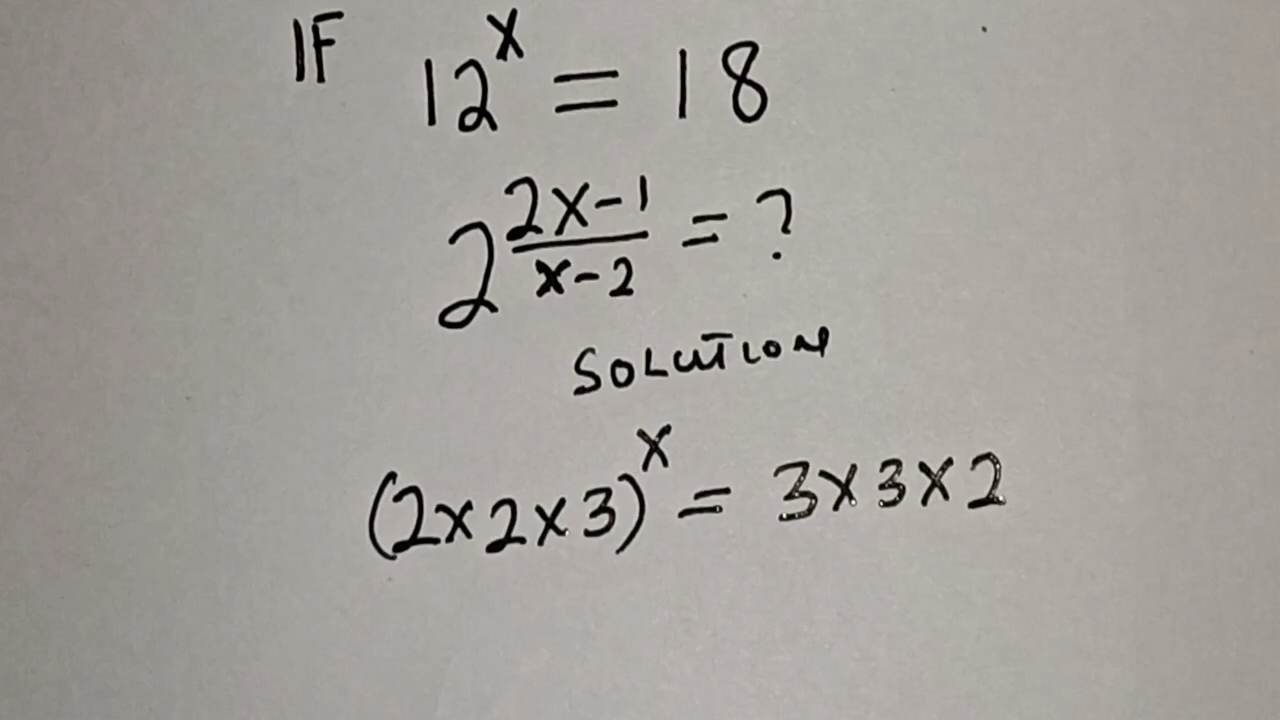 IF 12^x = 18
2^((2x-1)/(x-2)) = ?
SOLUTION
(2×2×3)^x = 3×3×2